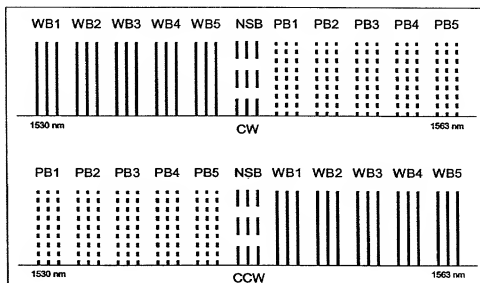 WB1 WB2 WB3 WB4 WB5 NSB PB1 PB2 PB3 PB4 PB5
1530 nm CW 1563 nm
PB1 PB2 PB3 PB4 PB5 NSB WB1 WB2 WB3 WB4 WB5
1530 nm CCW 1563 nm